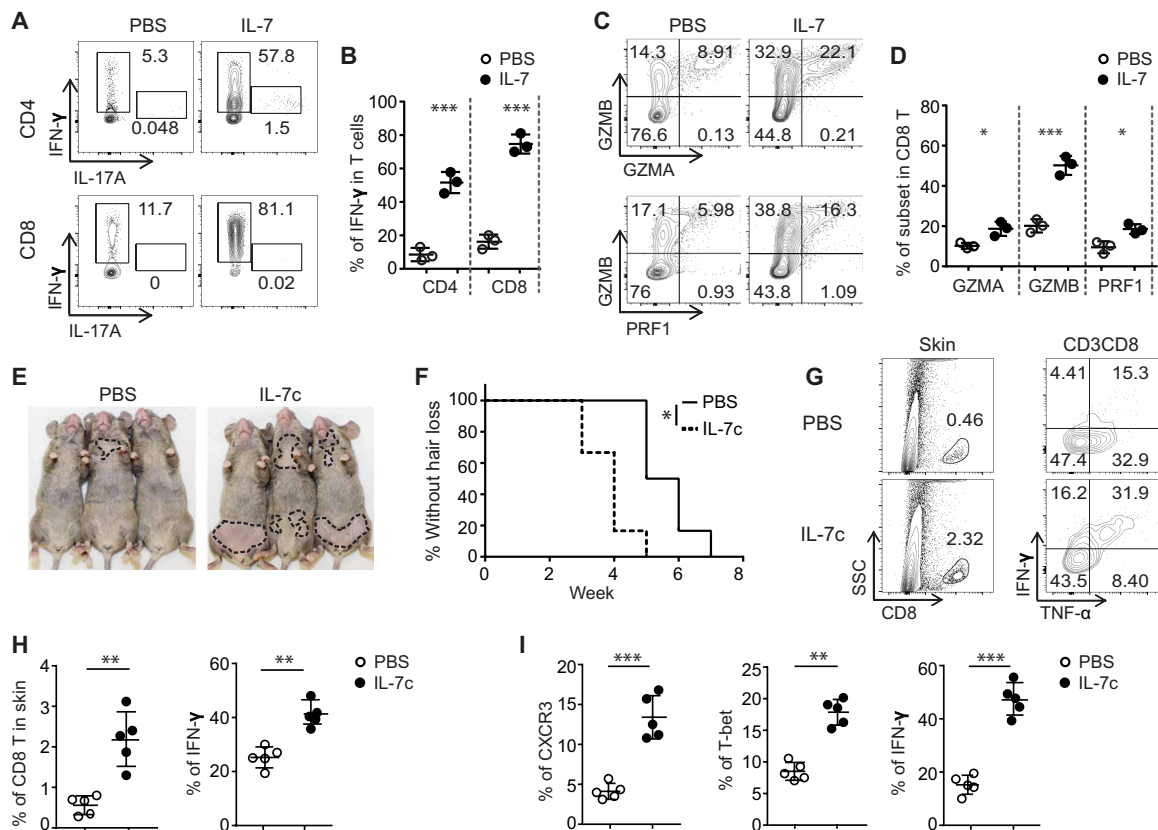 A
PBS
IL-7
CD4
IFN-γ
5.3
0.048
57.8
1.5
IL-17A
CD8
IFN-γ
11.7
0
81.1
0.02
IL-17A
B
PBS
IL-7
% of IFN-γ in T cells
100
80
60
40
20
0
***
***
CD4
CD8
C
PBS
IL-7
GZMB
14.3
8.91
76.6
0.13
32.9
22.1
44.8
0.21
GZMA
GZMB
17.1
5.98
76
0.93
38.8
16.3
43.8
1.09
PRF1
D
PBS
IL-7
% of subset in CD8 T
80
60
40
20
0
*
***
*
GZMA
GZMB
PRF1
E
PBS
IL-7c
F
% Without hair loss
100
80
60
40
20
0
0
2
4
6
8
Week
*
PBS
IL-7c
G
Skin
CD3CD8
PBS
0.46
4.41
15.3
47.4
32.9
IL-7c
2.32
16.2
31.9
43.5
8.40
SSC
CD8
IFN-γ
TNF-α
H
% of CD8 T in skin
4
3
2
1
0
**
% of IFN-γ
60
40
20
0
**
PBS
IL-7c
I
% of CXCR3
20
15
10
5
0
***
% of T-bet
25
20
15
10
5
0
**
% of IFN-γ
60
40
20
0
***
PBS
IL-7c